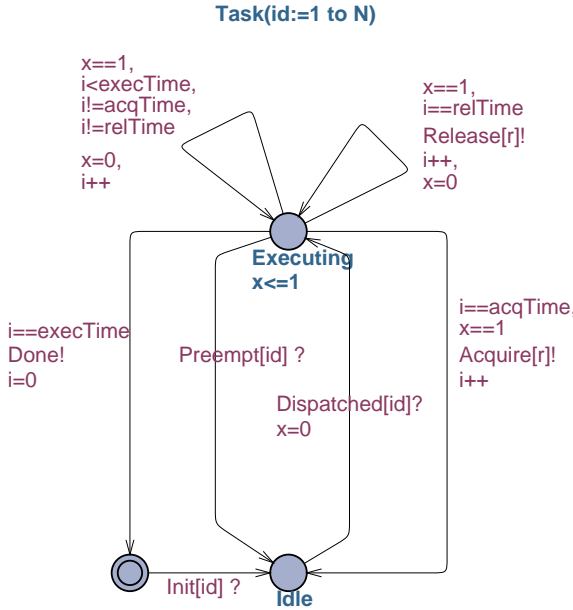 Task(id:=1 to N)
x==1,
i<execTime,
i!=acqTime,
i!=relTime
x=0,
i++
x==1,
i==relTime
Release[r]!
i++,
x=0
Executing
x<=1
i==execTime
Done!
i=0
Preempt[id] ?
Dispatched[id]?
x=0
i==acqTime,
x==1
Acquire[r]!
i++
Init[id] ?
Idle